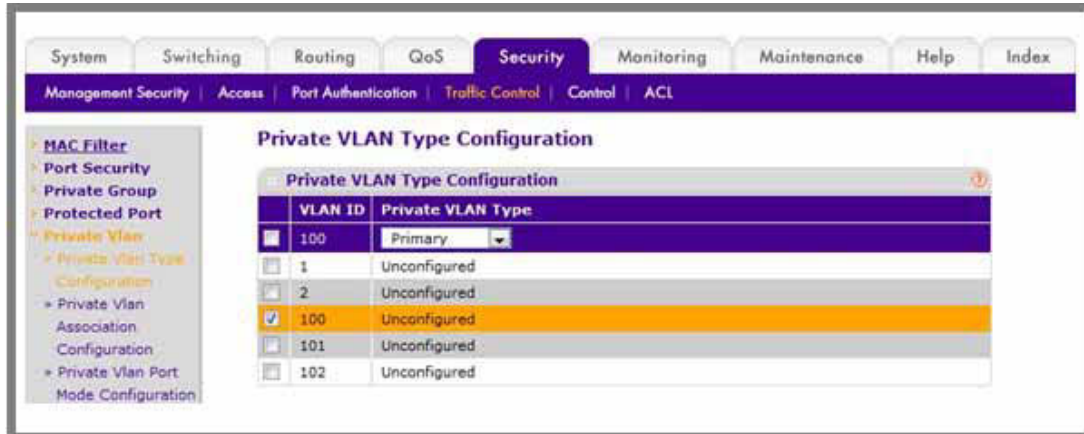 System Switching Routing QoS Security Monitoring Maintenance Help Index
Management Security | Access | Port Authentication | Traffic Control | Control | ACL
MAC Filter
Port Security
Private Group
Protected Port
Private Vlan
Private Vlan Type
Configuration
Private Vlan
Association
Configuration
Private Vlan Port
Mode Configuration
Private VLAN Type Configuration
Private VLAN Type Configuration
VLAN ID Private VLAN Type
100 Primary
1 Unconfigured
2 Unconfigured
100 Unconfigured
101 Unconfigured
102 Unconfigured